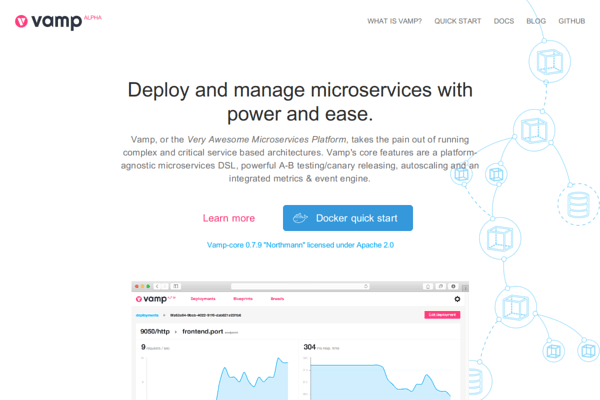 vamp ALPHA
WHAT IS VAMP? QUICK START DOCS BLOG GITHUB
Deploy and manage microservices with
power and ease.
Vamp, or the Very Awesome Microservices Platform, takes the pain out of running
complex and critical service based architectures. Vamp's core features are a platform-
agnostic microservices DSL, powerful A-B testing/canary releasing, autoscaling and an
integrated metrics & event engine.
Learn more Docker quick start
Vamp-core 0.7.9 "Northmann" licensed under Apache 2.0
vamp Deployments Blueprints Breeds
deployments
9050/http frontend.port
9 requests / sec
304